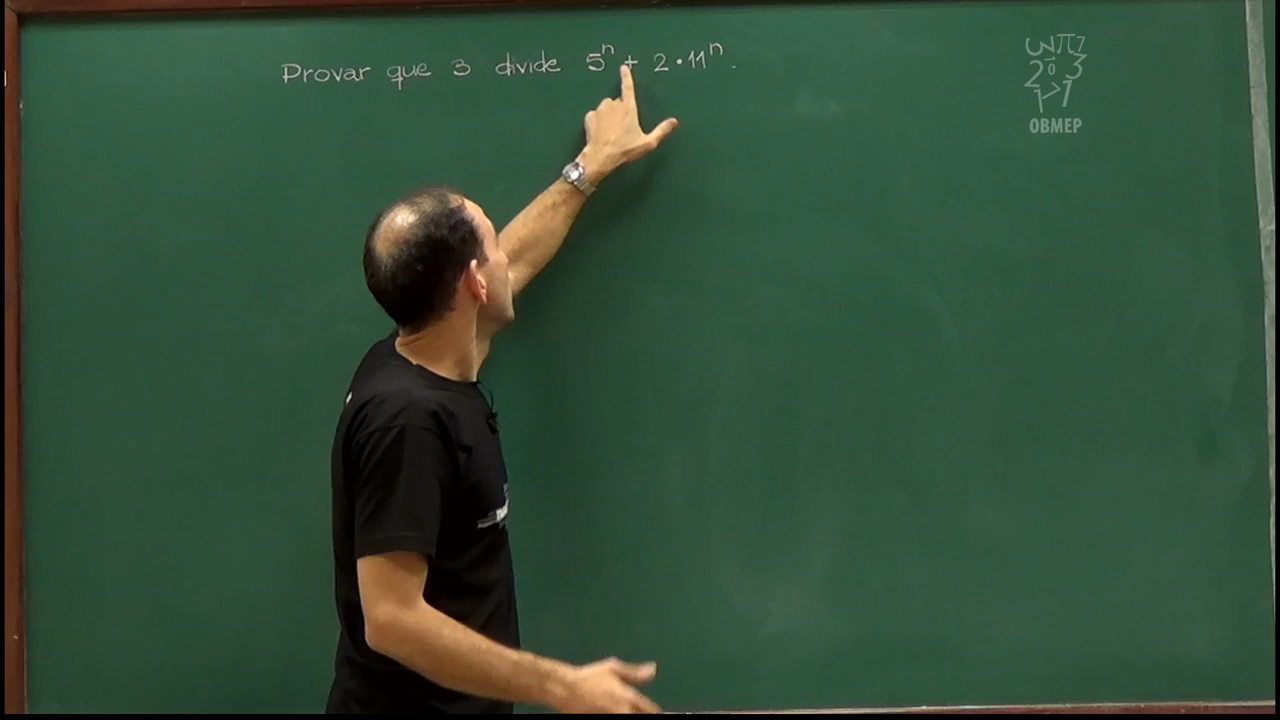 Provar que 3 divide 5ⁿ + 2 • 11ⁿ.
OBMEP